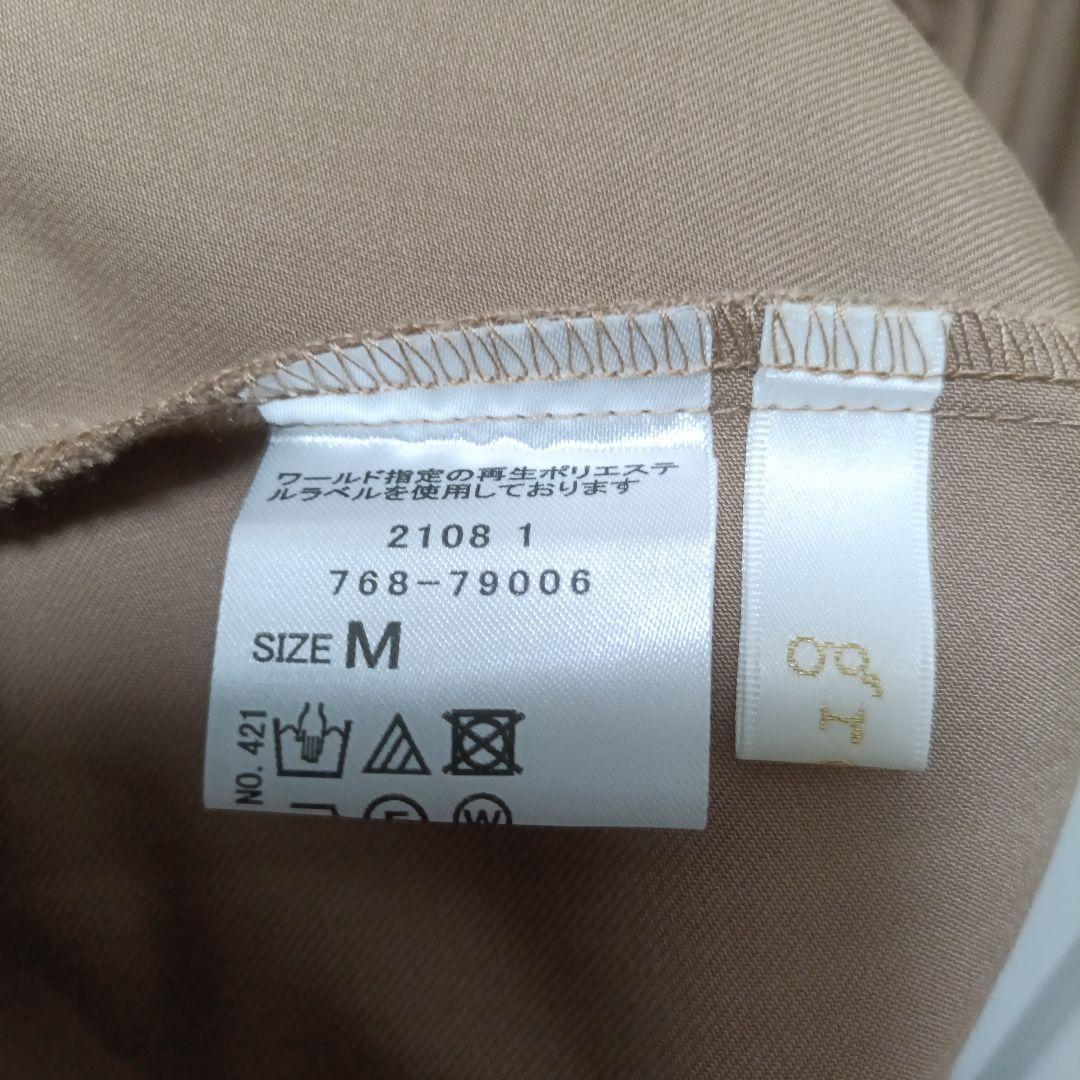 ワールド指定の再生ポリエステ
ルラベルを使用しております
2108 1
768-79006
SIZE M
NO. 421
F W
gr